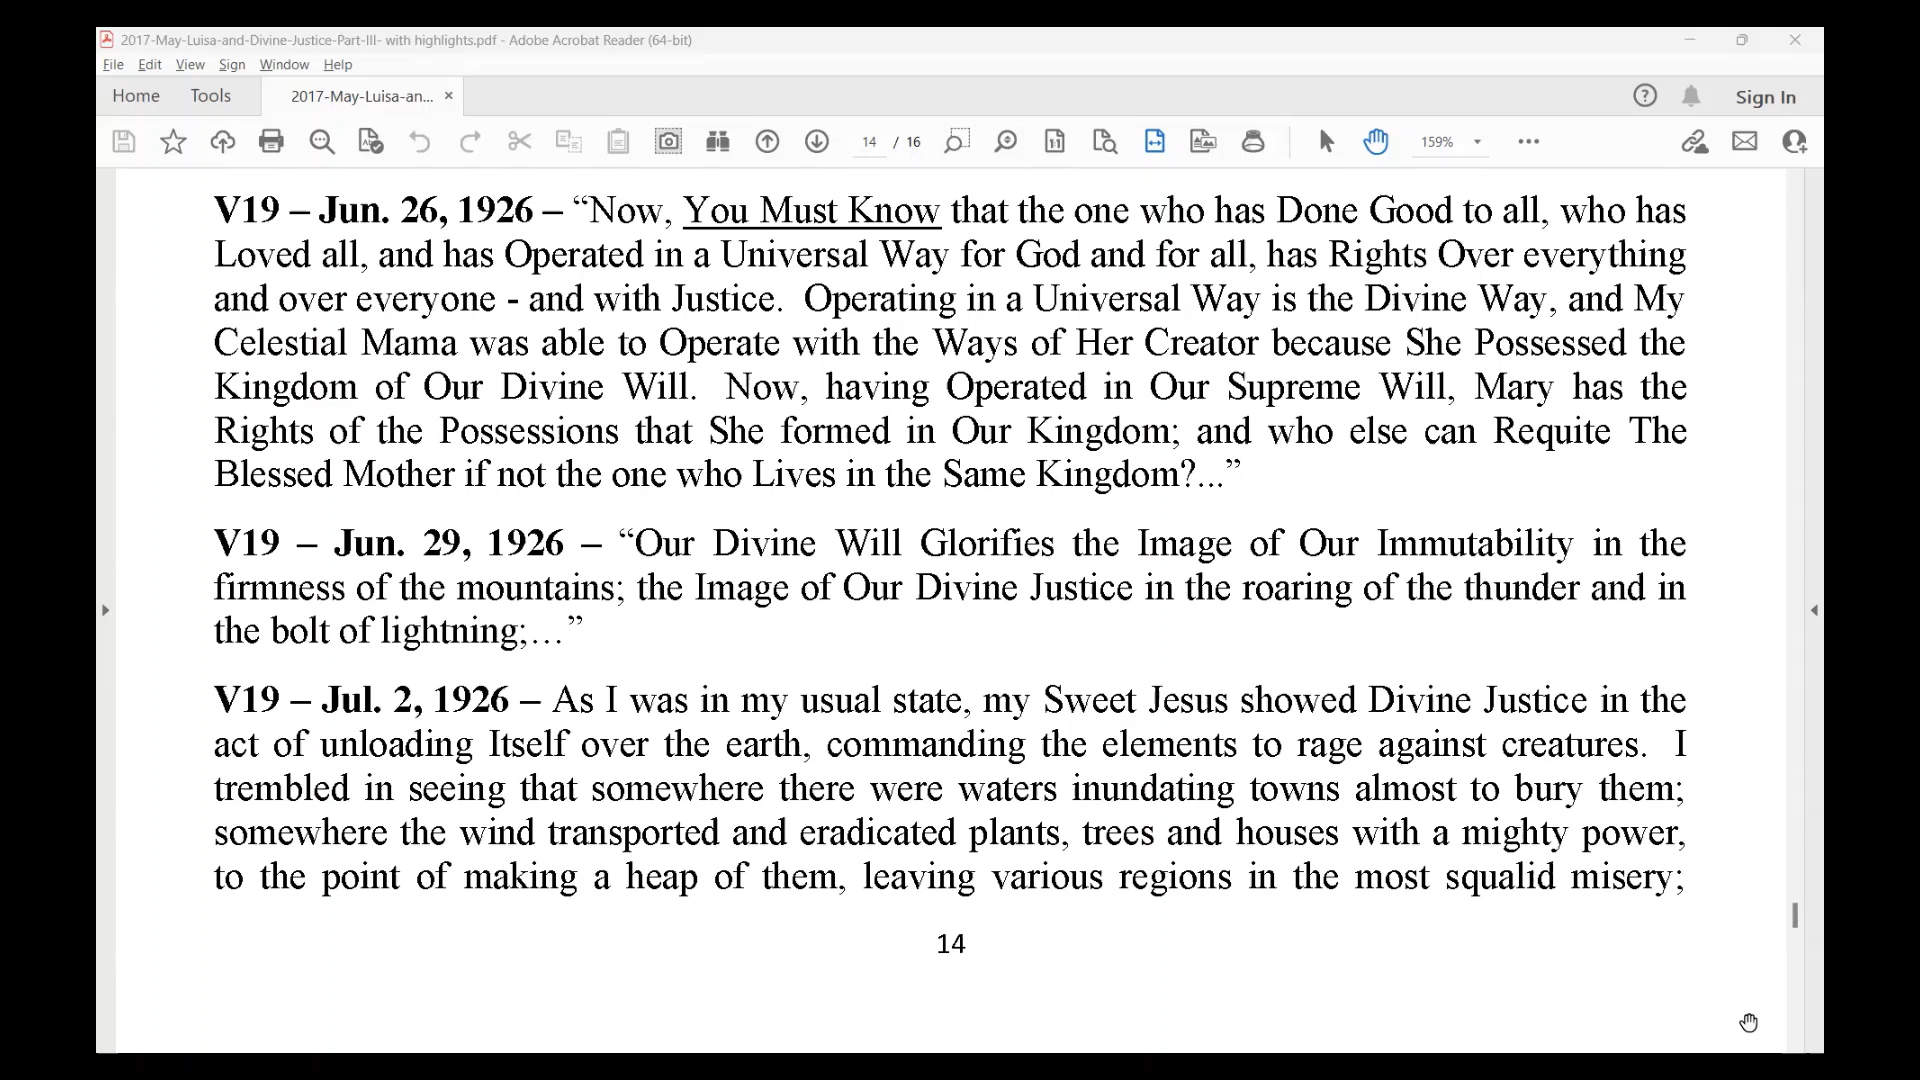 2017-May-Luisa-and-Divine-Justice-Part-III- with highlights.pdf - Adobe Acrobat Reader (64-bit)
File Edit View Sign Window Help
Home Tools 2017-May-Luisa-an... × Sign In
14 / 16 159%
V19 – Jun. 26, 1926 – “Now, You Must Know that the one who has Done Good to all, who has
Loved all, and has Operated in a Universal Way for God and for all, has Rights Over everything
and over everyone - and with Justice. Operating in a Universal Way is the Divine Way, and My
Celestial Mama was able to Operate with the Ways of Her Creator because She Possessed the
Kingdom of Our Divine Will. Now, having Operated in Our Supreme Will, Mary has the
Rights of the Possessions that She formed in Our Kingdom; and who else can Requite The
Blessed Mother if not the one who Lives in the Same Kingdom?...”
V19 – Jun. 29, 1926 – “Our Divine Will Glorifies the Image of Our Immutability in the
firmness of the mountains; the Image of Our Divine Justice in the roaring of the thunder and in
the bolt of lightning;…”
V19 – Jul. 2, 1926 – As I was in my usual state, my Sweet Jesus showed Divine Justice in the
act of unloading Itself over the earth, commanding the elements to rage against creatures. I
trembled in seeing that somewhere there were waters inundating towns almost to bury them;
somewhere the wind transported and eradicated plants, trees and houses with a mighty power,
to the point of making a heap of them, leaving various regions in the most squalid misery;
14